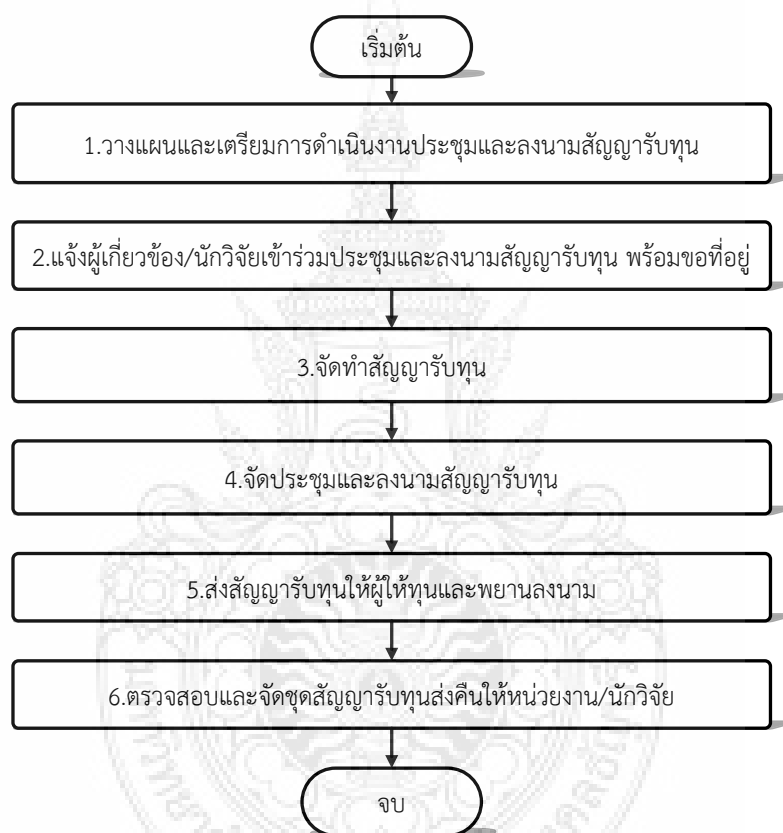 เริ่มต้น
1.วางแผนและเตรียมการดำเนินงานประชุมและลงนามสัญญารับทุน
2.แจ้งผู้เกี่ยวข้อง/นักวิจัยเข้าร่วมประชุมและลงนามสัญญารับทุน พร้อมขอที่อยู่
3.จัดทำสัญญารับทุน
4.จัดประชุมและลงนามสัญญารับทุน
5.ส่งสัญญารับทุนให้ผู้ให้ทุนและพยานลงนาม
6.ตรวจสอบและจัดชุดสัญญารับทุนส่งคืนให้หน่วยงาน/นักวิจัย
จบ